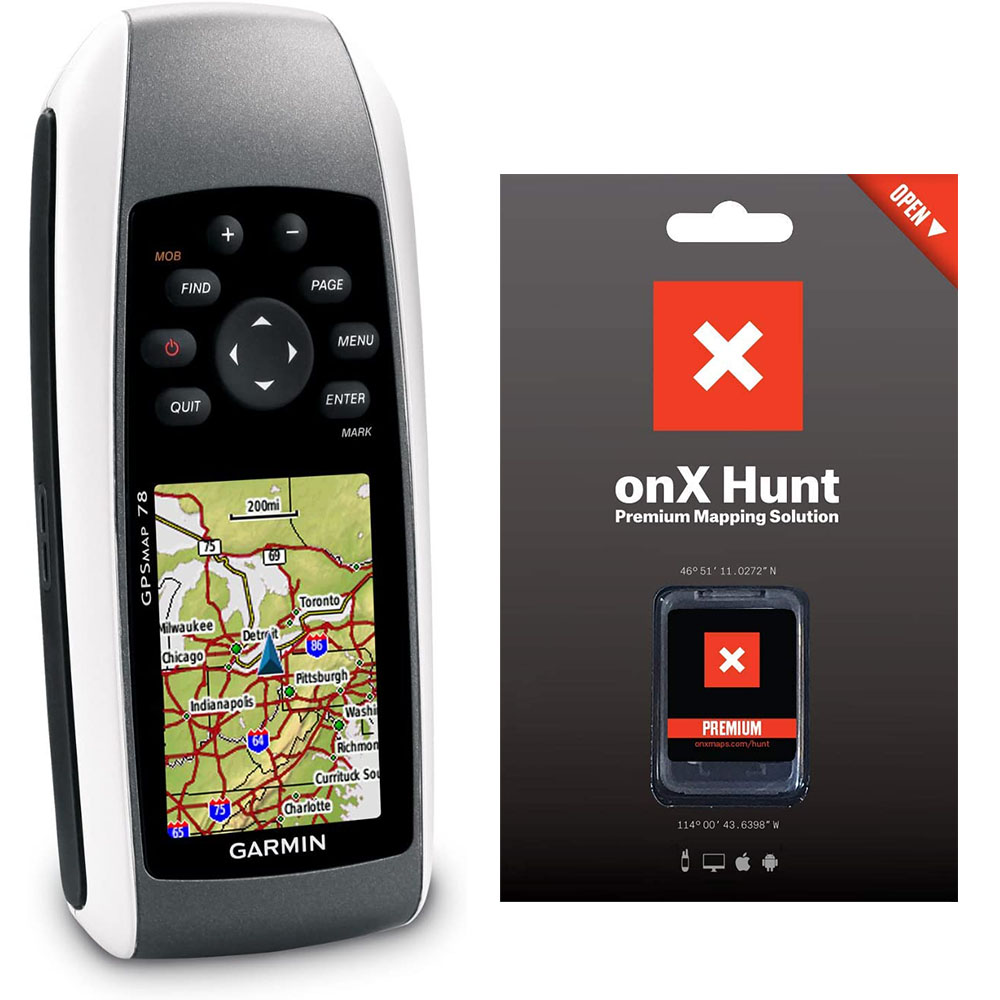 +
−
MOB
FIND
PAGE
MENU
QUIT
ENTER
MARK
GPSMAP 78
200mi
75
69
Toronto
Milwaukee
Detroit
Chicago
86
Pittsburgh
Indianapolis
Washi
64
Richmon
Currituck Sou
75
Charlotte
65
GARMIN
OPEN
onX Hunt
Premium Mapping Solution
46° 51' 11.0272" N
PREMIUM
onxmaps.com/hunt
114° 00' 43.6398" W